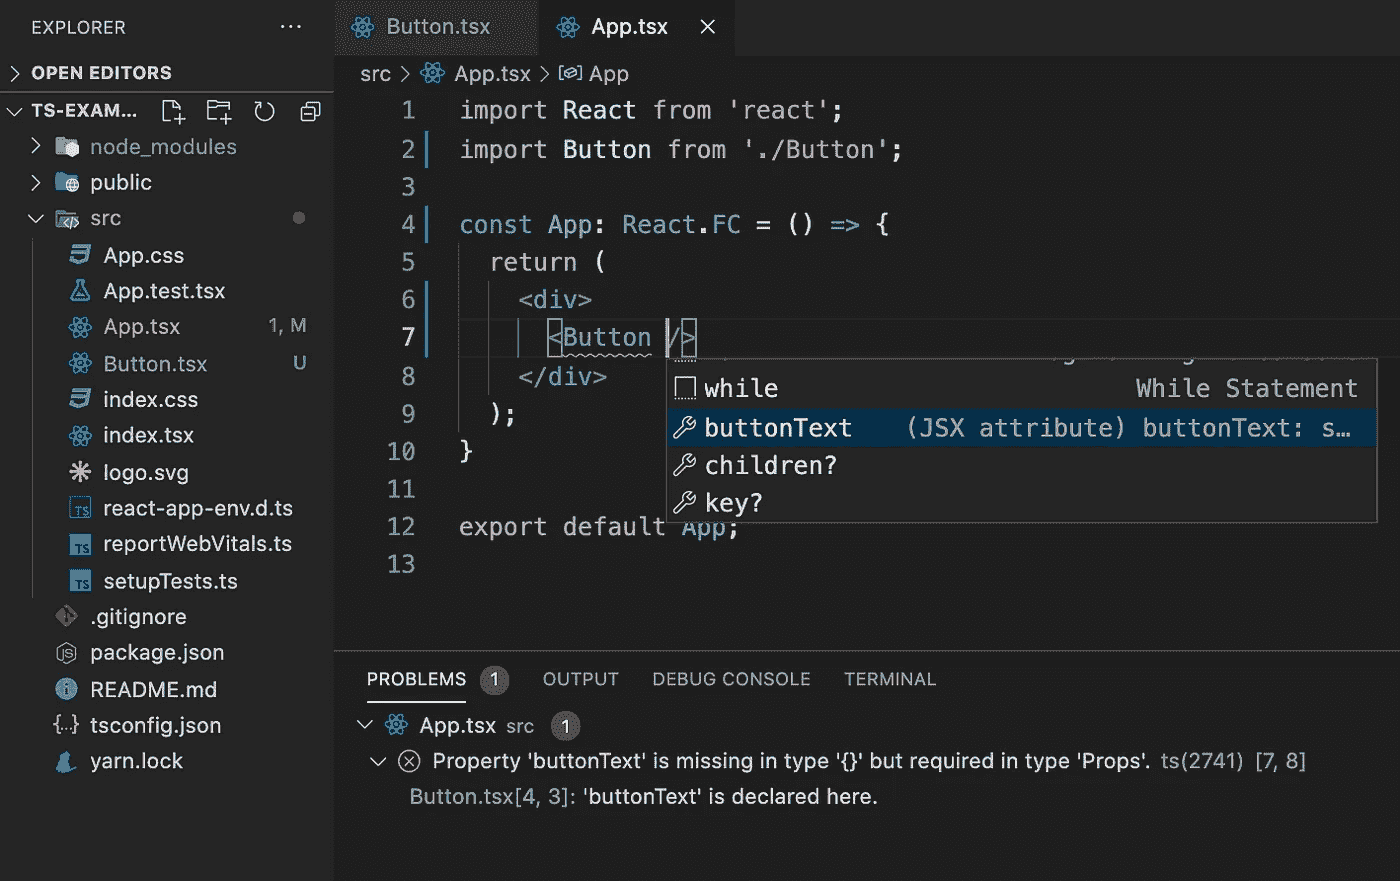 EXPLORER ...
OPEN EDITORS
TS-EXAM...
node_modules
public
src
App.css
App.test.tsx
App.tsx 1, M
Button.tsx U
index.css
index.tsx
logo.svg
react-app-env.d.ts
reportWebVitals.ts
setupTests.ts
.gitignore
package.json
README.md
tsconfig.json
yarn.lock
Button.tsx App.tsx
src > App.tsx > App
1 import React from 'react';
2 import Button from './Button';
3
4 const App: React.FC = () => {
5 return (
6 <div>
7 <Button />
8 </div>
9 );
10 }
11
12 export default App;
13
while While Statement
buttonText (JSX attribute) buttonText: s…
children?
key?
PROBLEMS 1 OUTPUT DEBUG CONSOLE TERMINAL
App.tsx src 1
Property 'buttonText' is missing in type '{}' but required in type 'Props'. ts(2741) [7, 8]
Button.tsx[4, 3]: 'buttonText' is declared here.